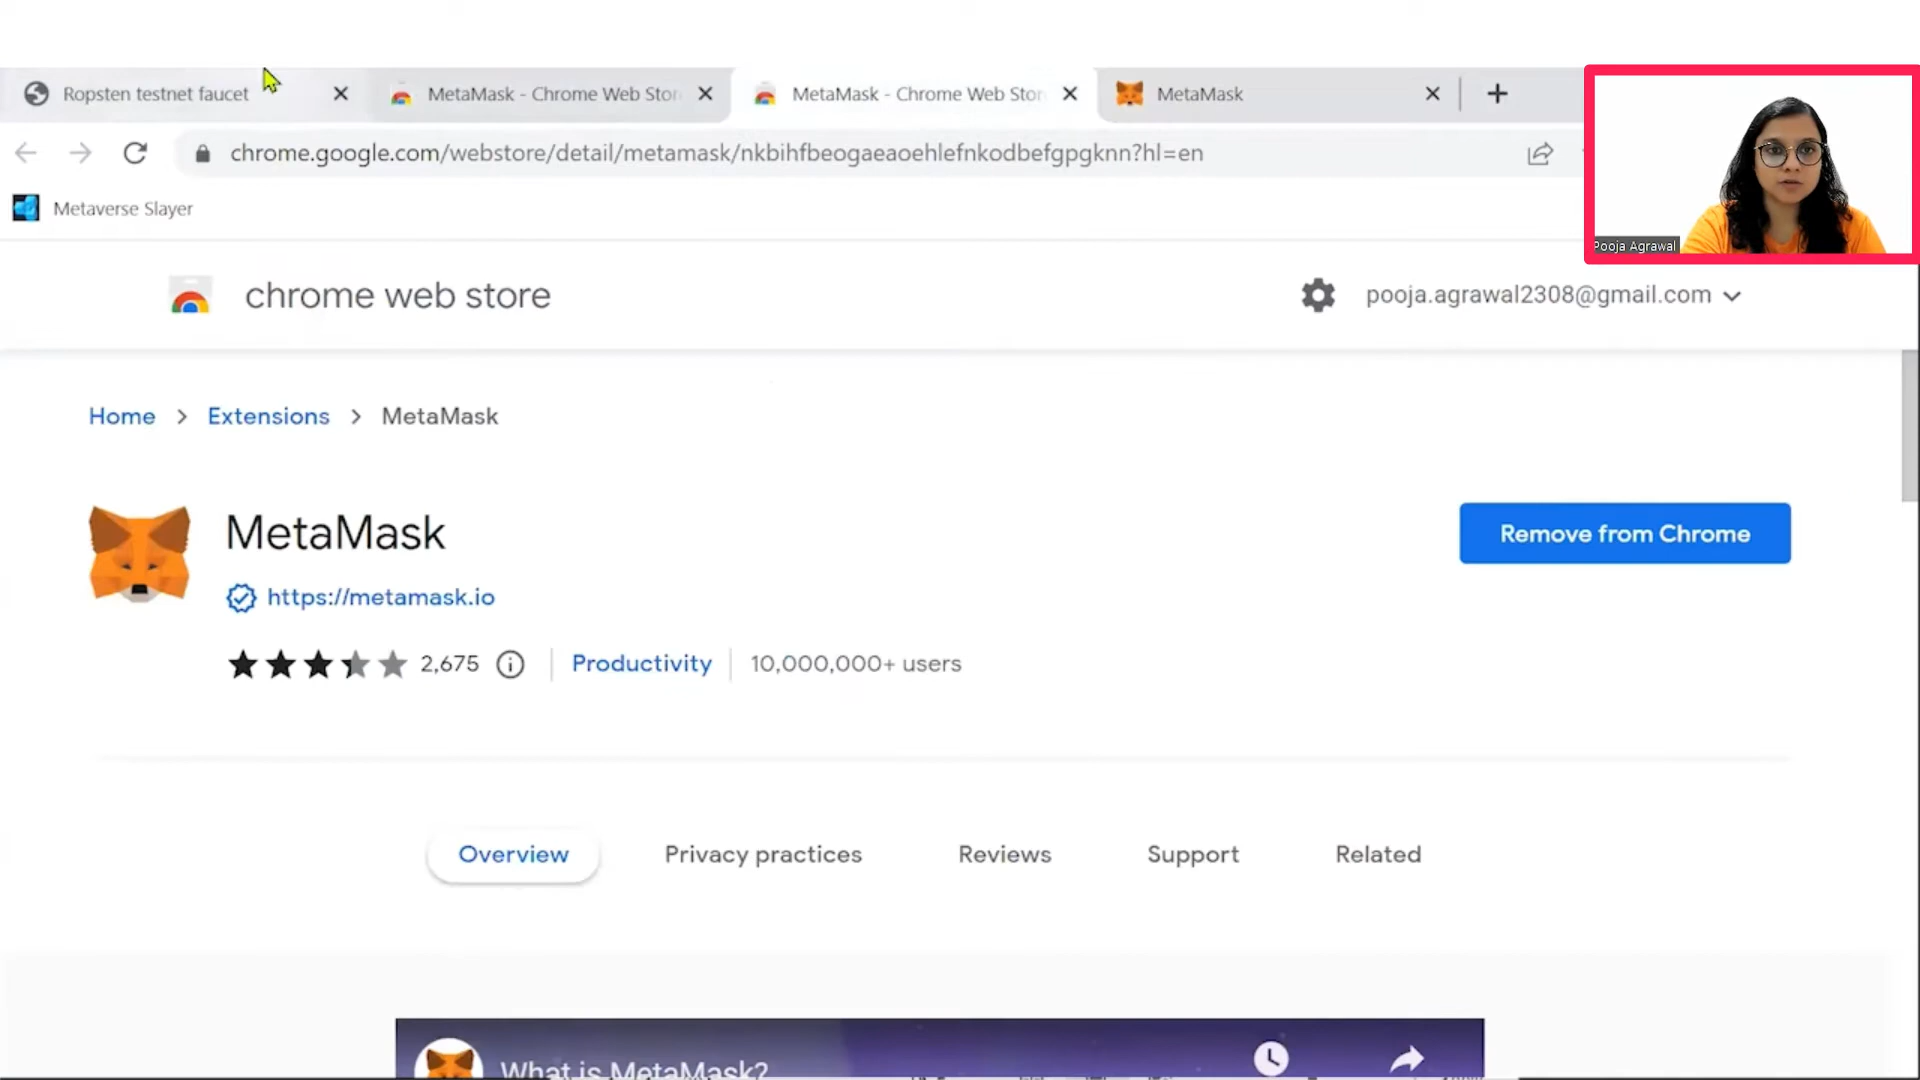 Ropsten testnet faucet
MetaMask - Chrome Web Stor
MetaMask - Chrome Web Stor
MetaMask
chrome.google.com/webstore/detail/metamask/nkbihfbeogaeaoehlefnkodbefgpgknn?hl=en
Metaverse Slayer
Pooja Agrawal
chrome web store
pooja.agrawal2308@gmail.com
Home > Extensions > MetaMask
MetaMask
Remove from Chrome
https://metamask.io
2,675
Productivity
10,000,000+ users
Overview
Privacy practices
Reviews
Support
Related
What is MetaMask?